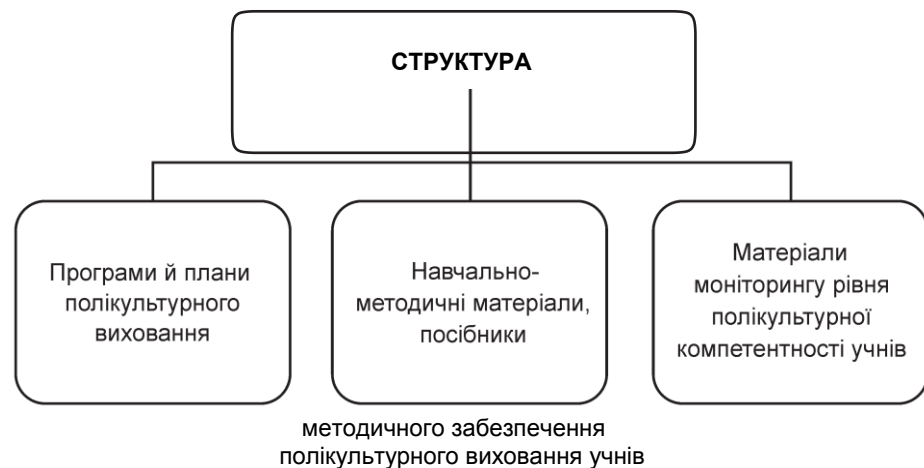 СТРУКТУРА
Програми й плани
полікультурного
виховання
Навчально-
методичні матеріали,
посібники
Матеріали
моніторингу рівня
полікультурної
компетентності учнів
методичного забезпечення
полікультурного виховання учнів